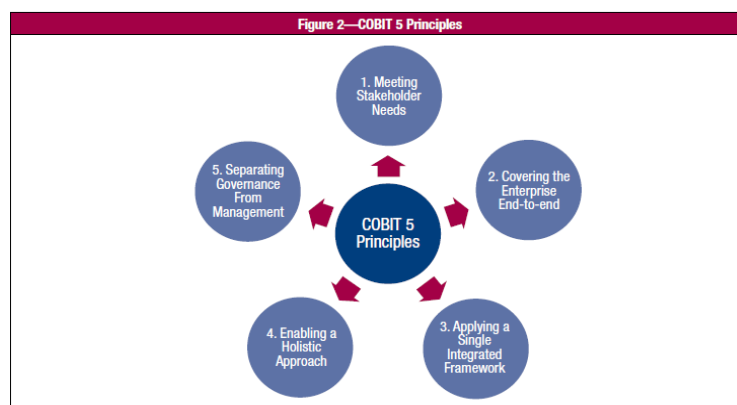 Figure 2—COBIT 5 Principles
1. Meeting
Stakeholder
Needs
5. Separating
Governance
From
Management
2. Covering the
Enterprise
End-to-end
COBIT 5
Principles
4. Enabling a
Holistic
Approach
3. Applying a
Single
Integrated
Framework